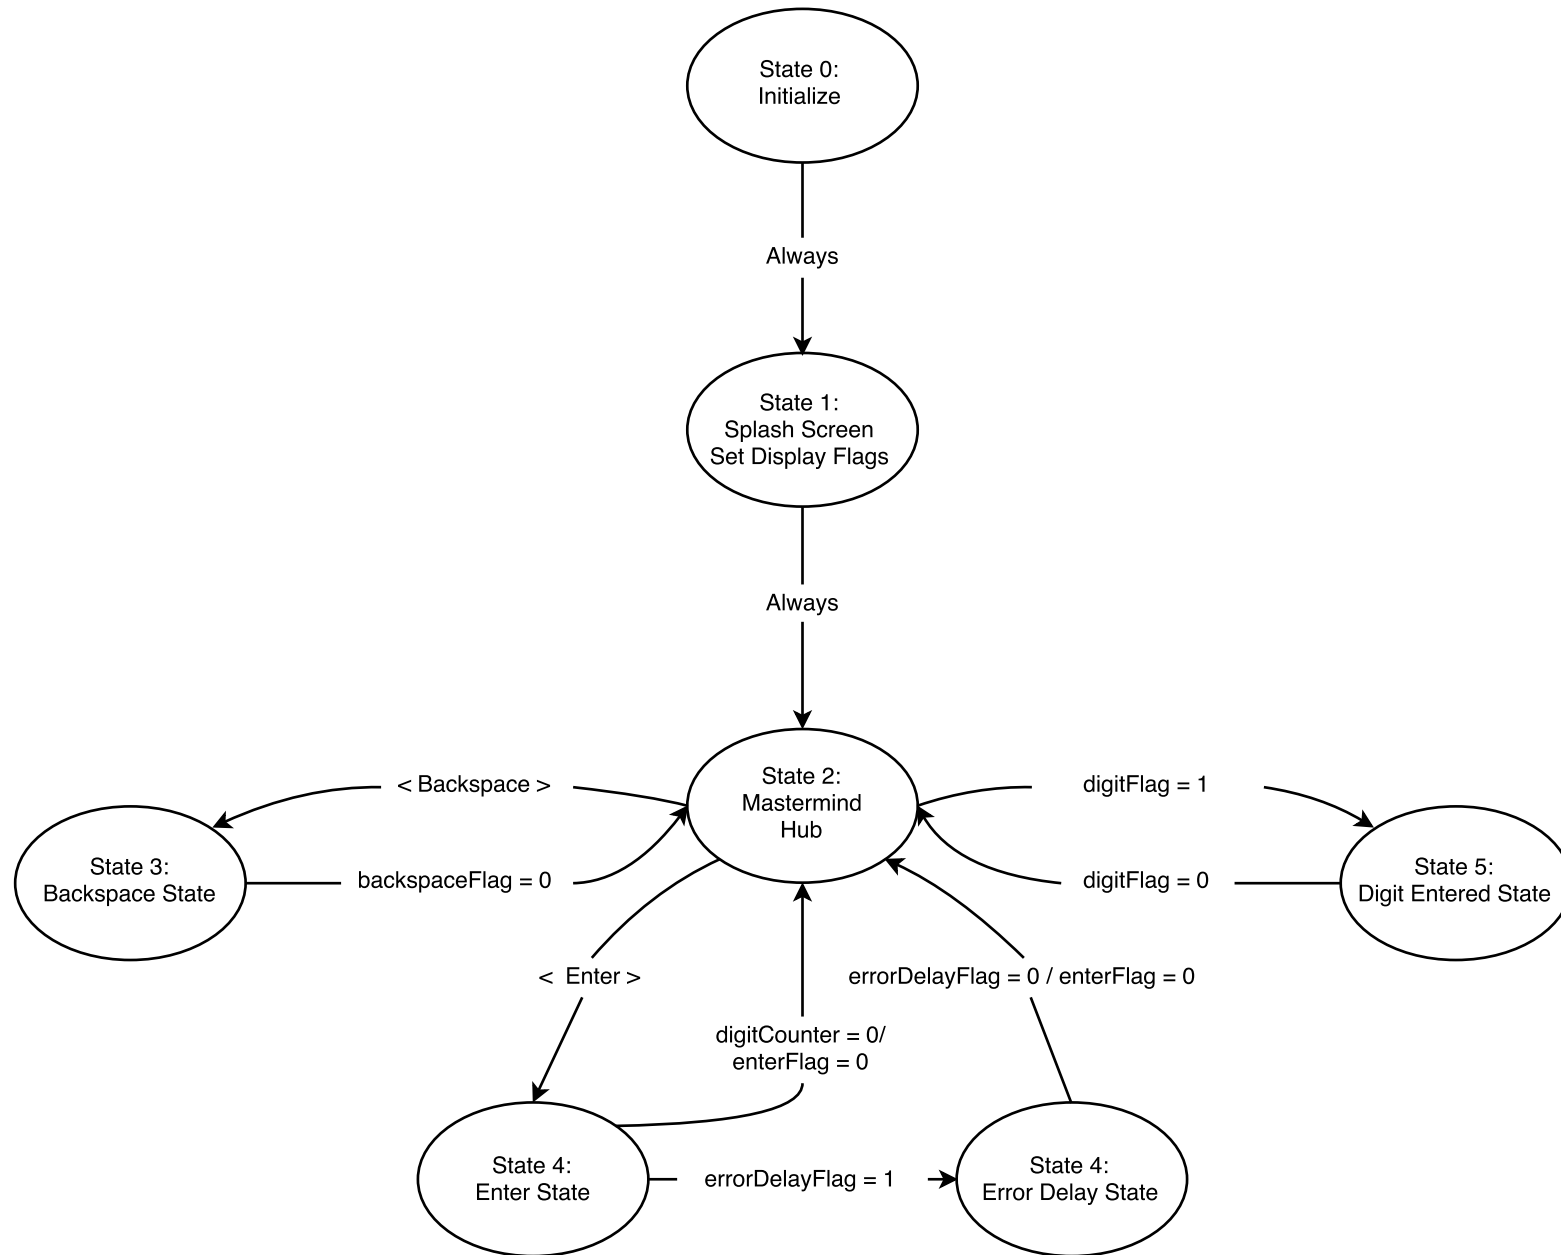 State 0:
Initialize
Always
State 1:
Splash Screen
Set Display Flags
Always
State 2:
Mastermind
Hub
< Backspace >
digitFlag = 1
State 3:
Backspace State
backspaceFlag = 0
digitFlag = 0
State 5:
Digit Entered State
< Enter >
errorDelayFlag = 0 / enterFlag = 0
digitCounter = 0/
enterFlag = 0
State 4:
Enter State
errorDelayFlag = 1
State 4:
Error Delay State